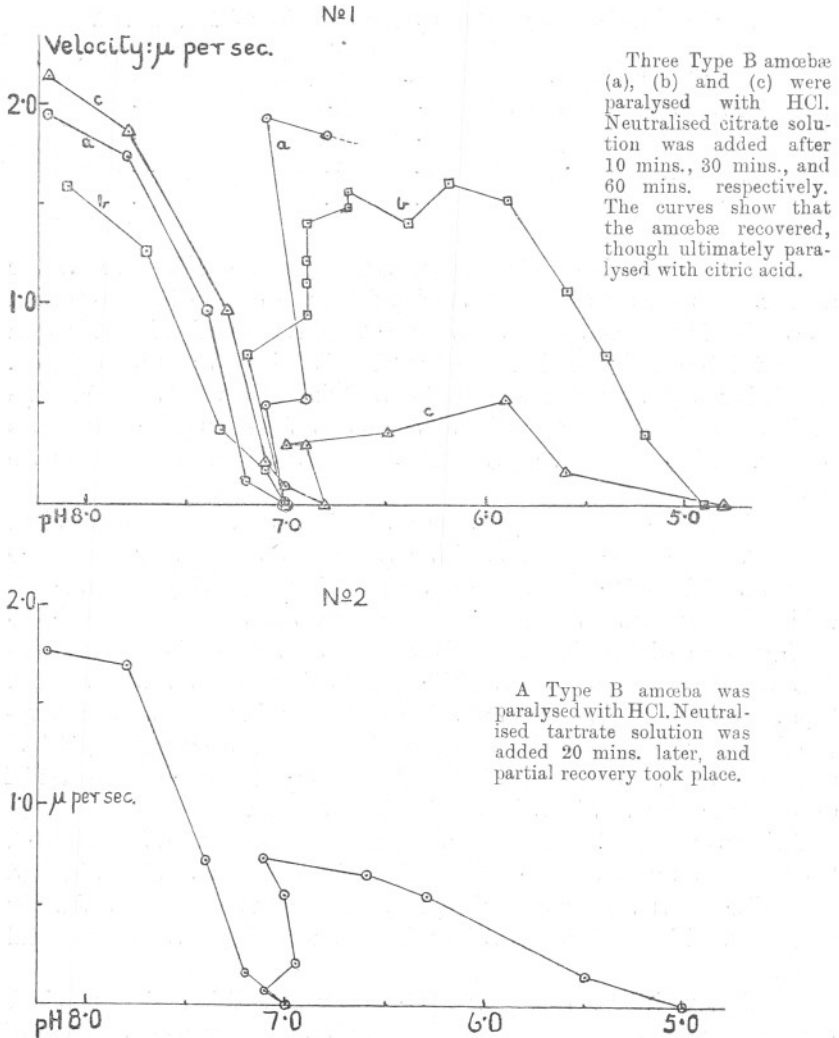 №1
Velocity: μ per sec.
Three Type B amœbæ
(a), (b) and (c) were
paralysed with HCl.
Neutralised citrate solu-
tion was added after
10 mins., 30 mins., and
60 mins. respectively.
The curves show that
the amœbæ recovered,
though ultimately para-
lysed with citric acid.
2·0
c
a
b
a
b
1·0
c
pH 8·0 7·0 6·0 5·0
№2
2·0
A Type B amœba was
paralysed with HCl. Neutral-
ised tartrate solution was
added 20 mins. later, and
partial recovery took place.
1·0 μ per sec.
pH 8·0 7·0 6·0 5·0